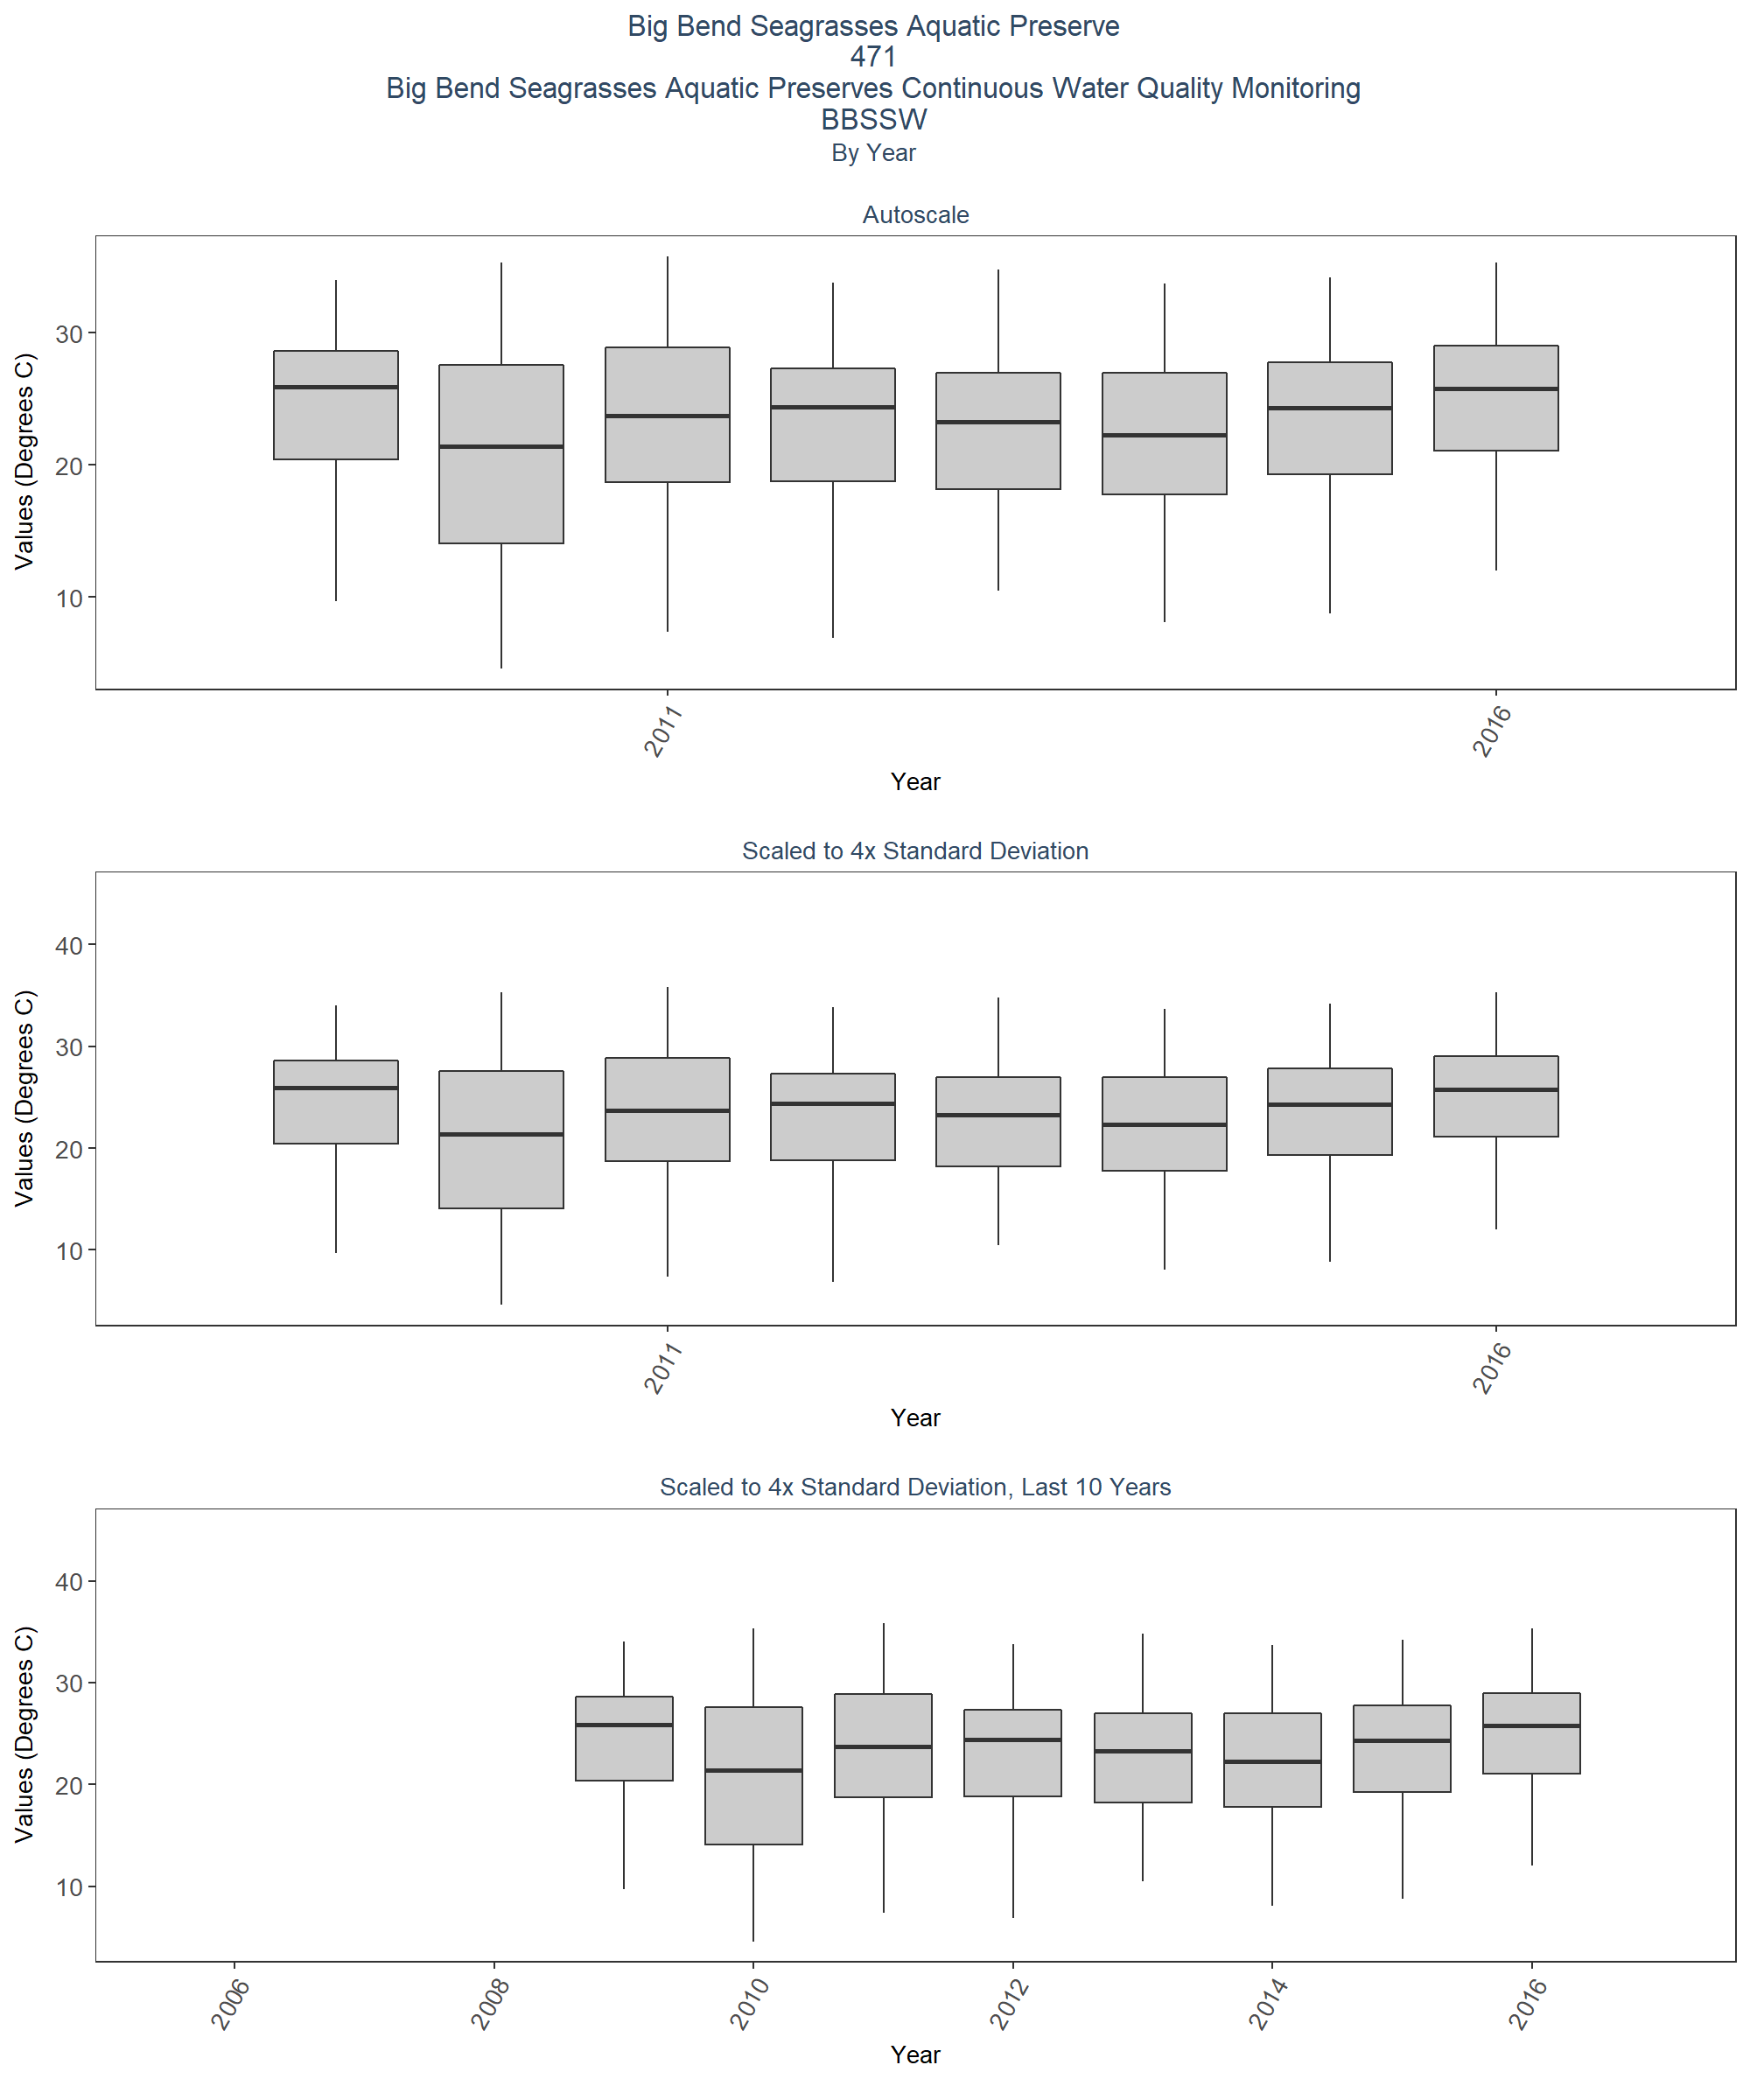 Big Bend Seagrasses Aquatic Preserve
471
Big Bend Seagrasses Aquatic Preserves Continuous Water Quality Monitoring
BBSSW
By Year
Autoscale
Values (Degrees C)
30
20
10
2011
2016
Year
Scaled to 4x Standard Deviation
Values (Degrees C)
40
30
20
10
2011
2016
Year
Scaled to 4x Standard Deviation, Last 10 Years
Values (Degrees C)
40
30
20
10
2006
2008
2010
2012
2014
2016
Year